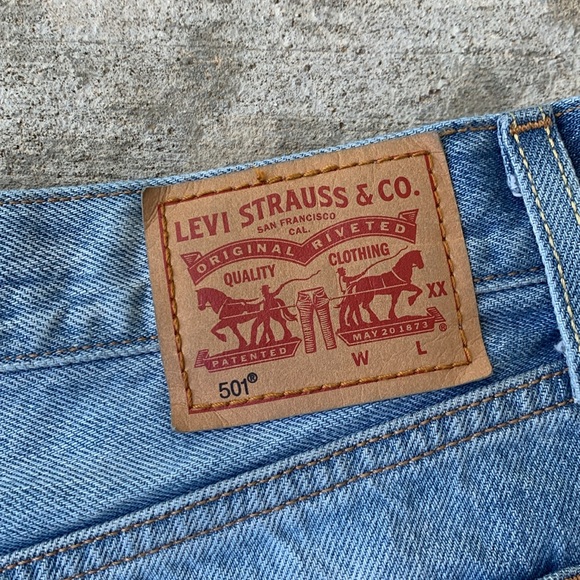 LEVI STRAUSS & CO.
SAN FRANCISCO
CAL.
ORIGINAL RIVETED
QUALITY CLOTHING
XX
PATENTED MAY 20 1873 ®
501® W L